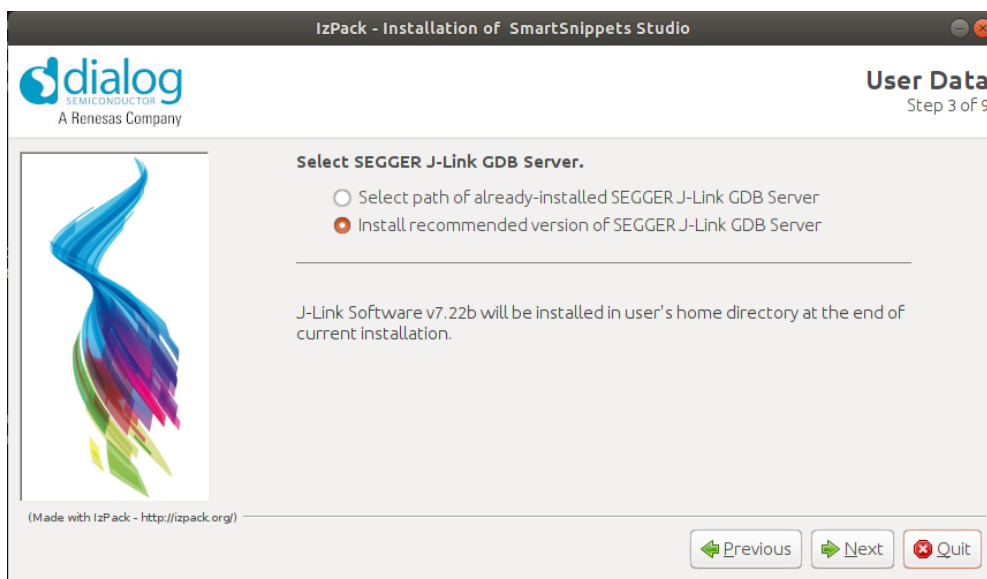 IzPack - Installation of SmartSnippets Studio
dialog
SEMICONDUCTOR
A Renesas Company
User Data
Step 3 of 9
Select SEGGER J-Link GDB Server.
Select path of already-installed SEGGER J-Link GDB Server
Install recommended version of SEGGER J-Link GDB Server
J-Link Software v7.22b will be installed in user's home directory at the end of
current installation.
(Made with IzPack - http://izpack.org/)
Previous Next Quit